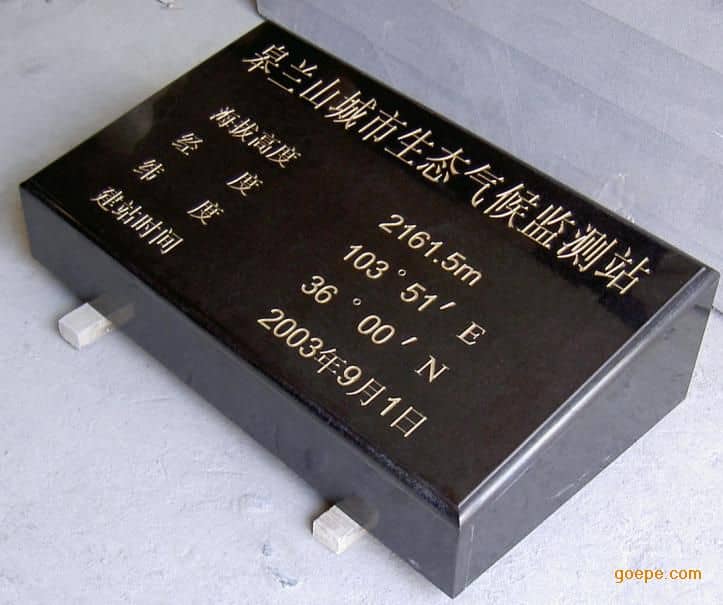 皋兰山城市生态气候监测站
海拔高度 2161.5m
经度 103°51′E
纬度 36°00′N
建站时间 2003年9月1日
goepe.com